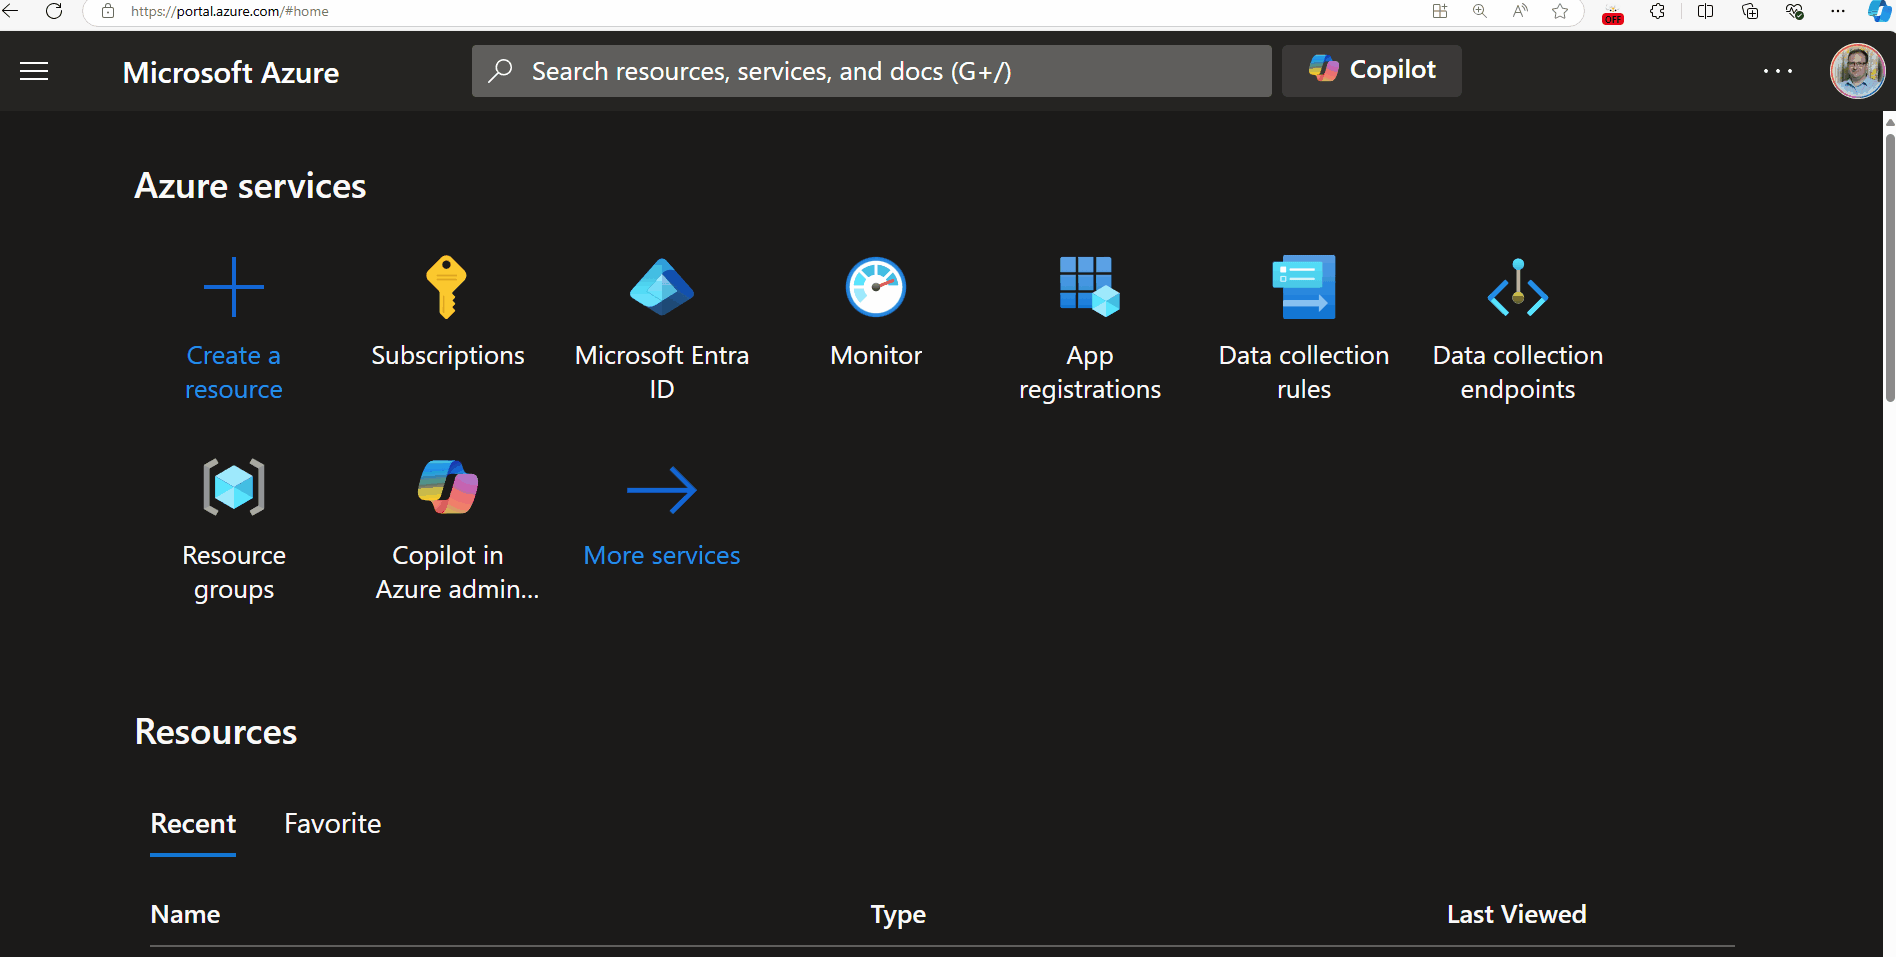 https://portal.azure.com/#home
OFF
Microsoft Azure
Search resources, services, and docs (G+/)
Copilot
Azure services
Create a
resource
Subscriptions
Microsoft Entra
ID
Monitor
App
registrations
Data collection
rules
Data collection
endpoints
Resource
groups
Copilot in
Azure admin...
More services
Resources
Recent
Favorite
Name
Type
Last Viewed